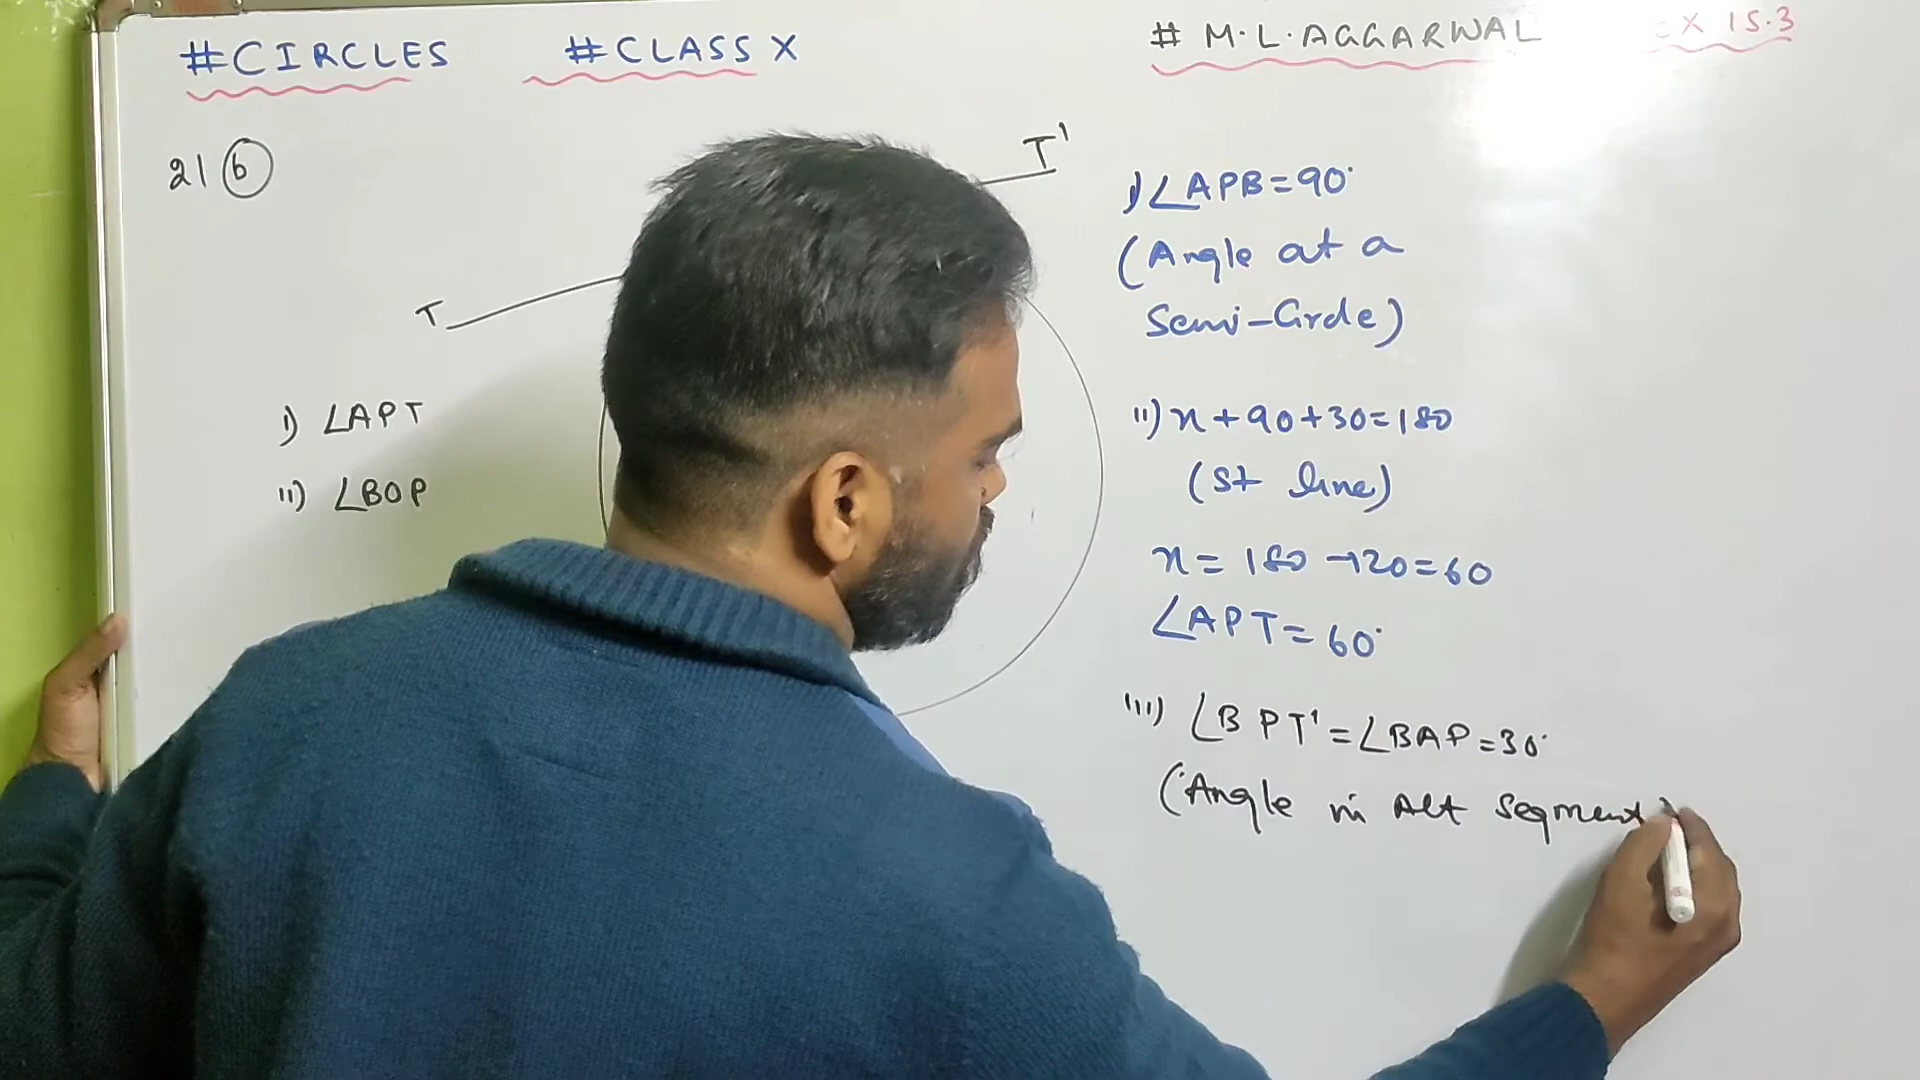 #CIRCLES #CLASS X # M.L.AGGARWAL EX 15.3
21 (b)
T'
T
i) ∠APT
ii) ∠BOP
i) ∠APB=90°
(Angle at a
Semi-Circle)
ii) x+90+30=180
(St line)
x= 180-120=60
∠APT=60°
iii) ∠BPT'=∠BAP=30°
(Angle in Alt Segment)